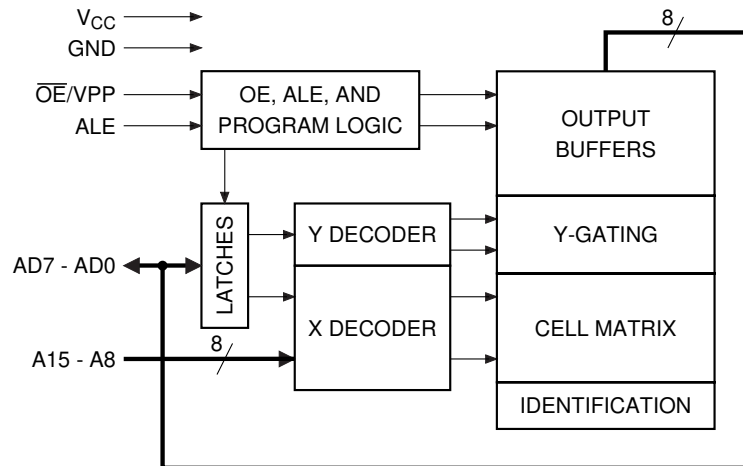 VCC
GND
OE/VPP
ALE
OE, ALE, AND
PROGRAM LOGIC
8
OUTPUT
BUFFERS
LATCHES
Y DECODER
Y-GATING
AD7 - AD0
X DECODER
CELL MATRIX
A15 - A8
8
IDENTIFICATION